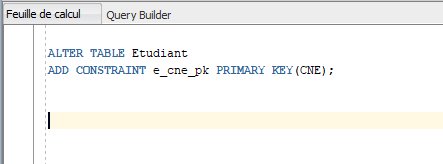 Feuille de calcul Query Builder
ALTER TABLE Etudiant
ADD CONSTRAINT e_cne_pk PRIMARY KEY(CNE);